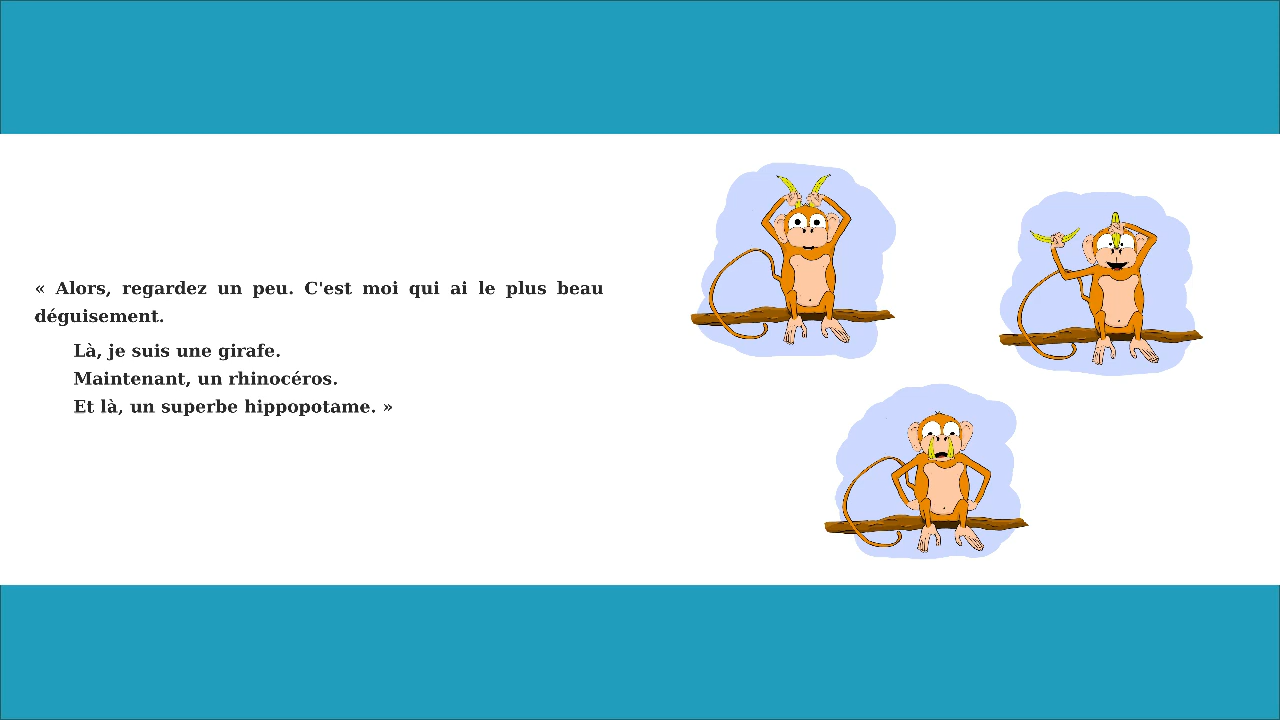 « Alors, regardez un peu. C'est moi qui ai le plus beau
déguisement.
Là, je suis une girafe.
Maintenant, un rhinocéros.
Et là, un superbe hippopotame. »